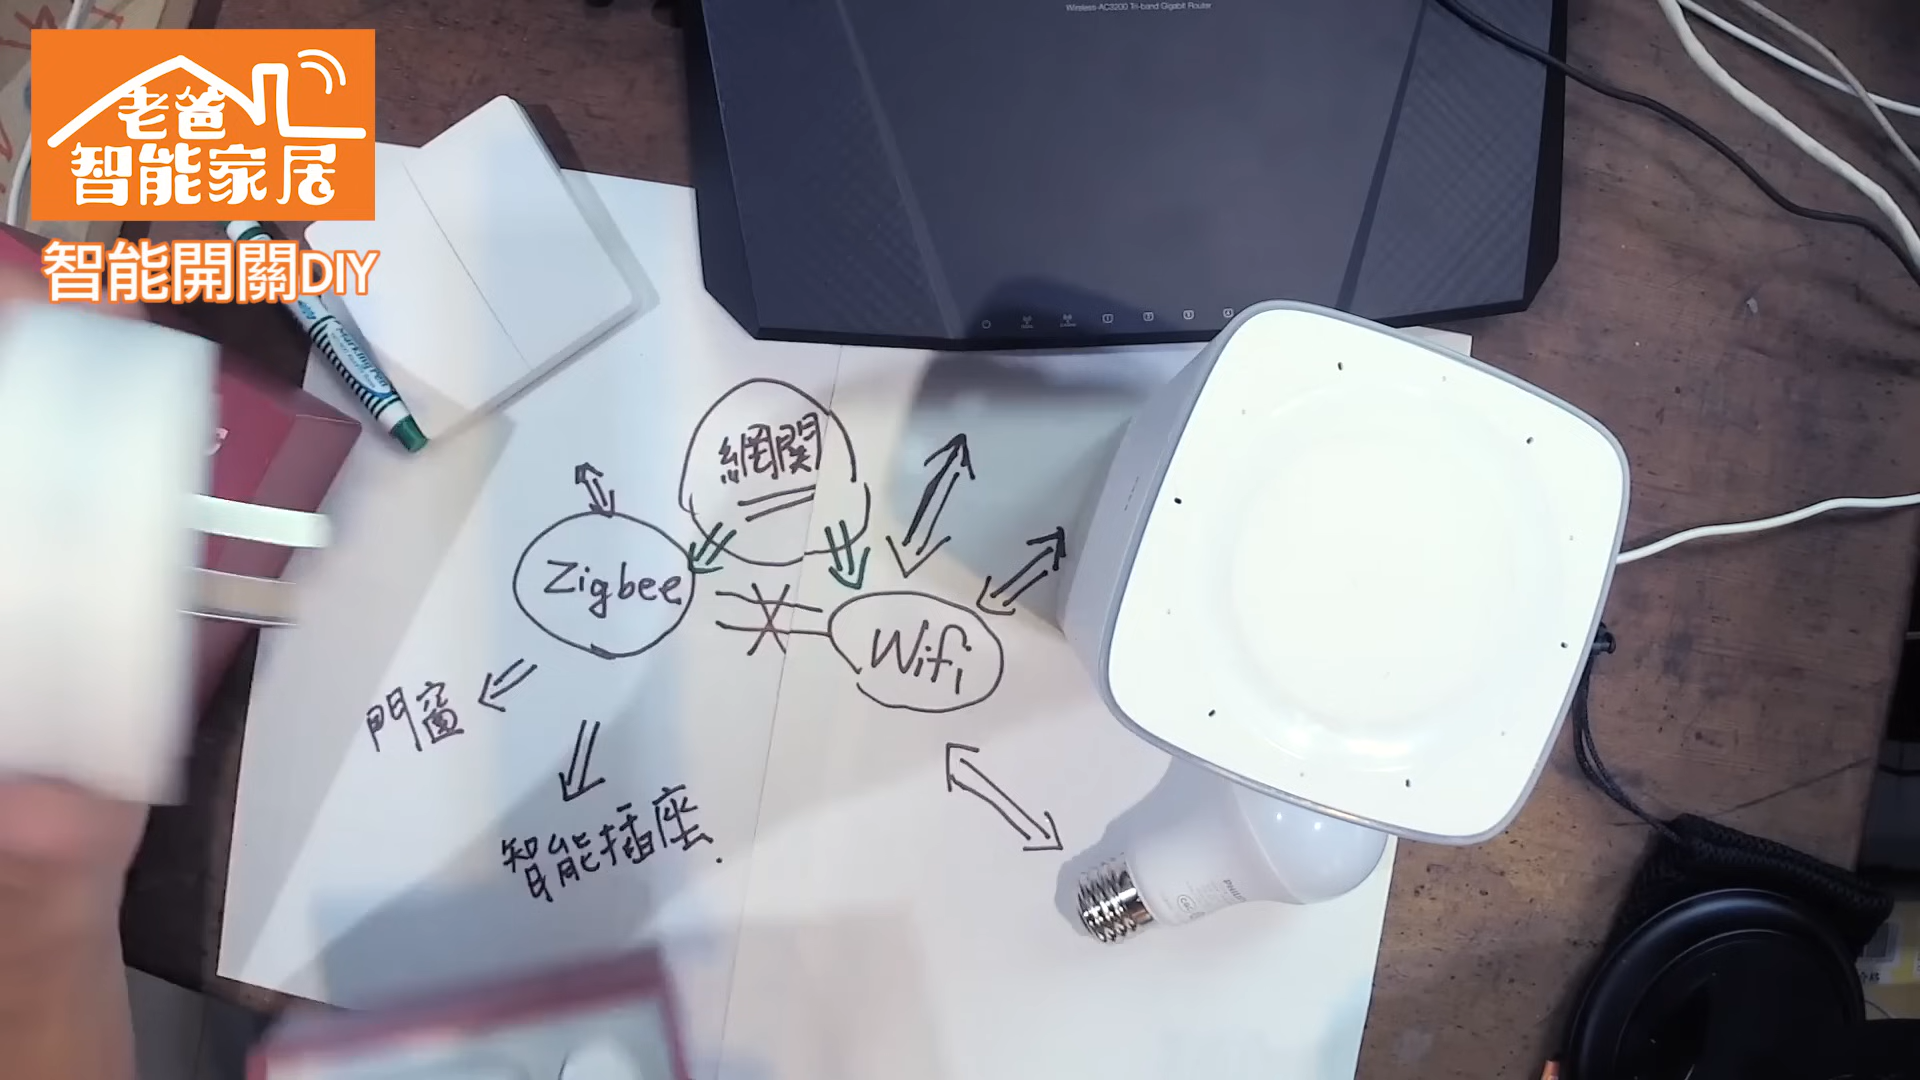 Wireless-AC3200 Tri-band Gigabit Router
老爸
智能家居
智能開關DIY
網関
Zigbee
Wifi
門窗
智能插座.